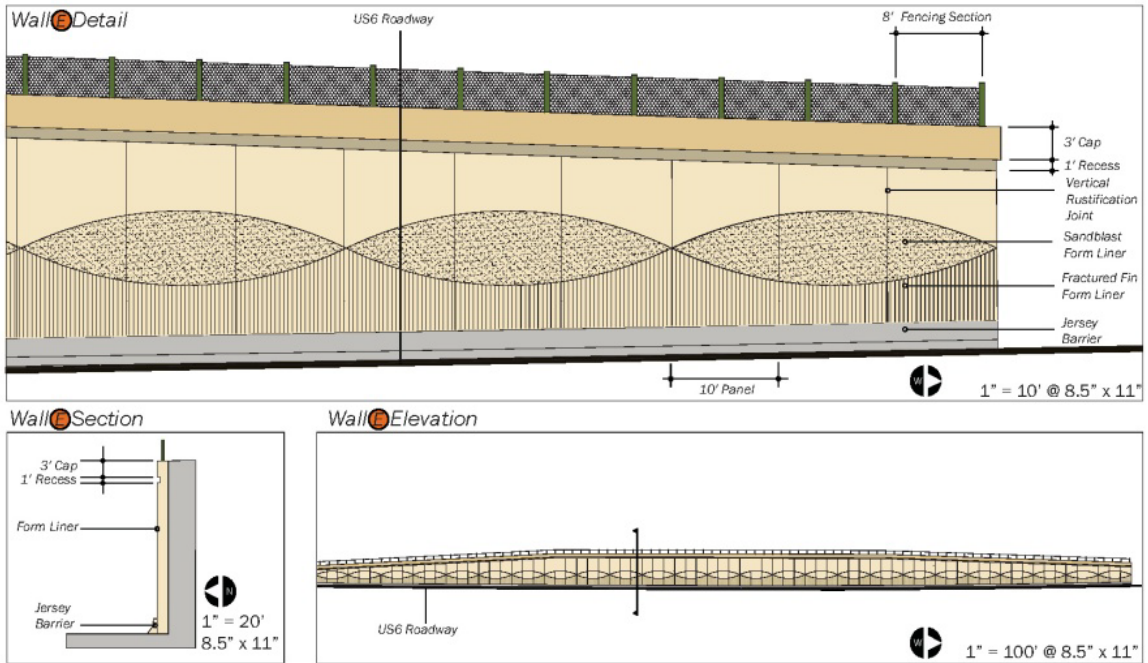 Wall E Detail
US6 Roadway
8' Fencing Section
3' Cap
1' Recess
Vertical
Rustification
Joint
Sandblast
Form Liner
Fractured Fin
Form Liner
Jersey
Barrier
10' Panel
W
1" = 10' @ 8.5" x 11"
Wall E Section
3' Cap
1' Recess
Form Liner
Jersey
Barrier
N
1" = 20'
8.5" x 11"
Wall E Elevation
US6 Roadway
W
1" = 100' @ 8.5" x 11"